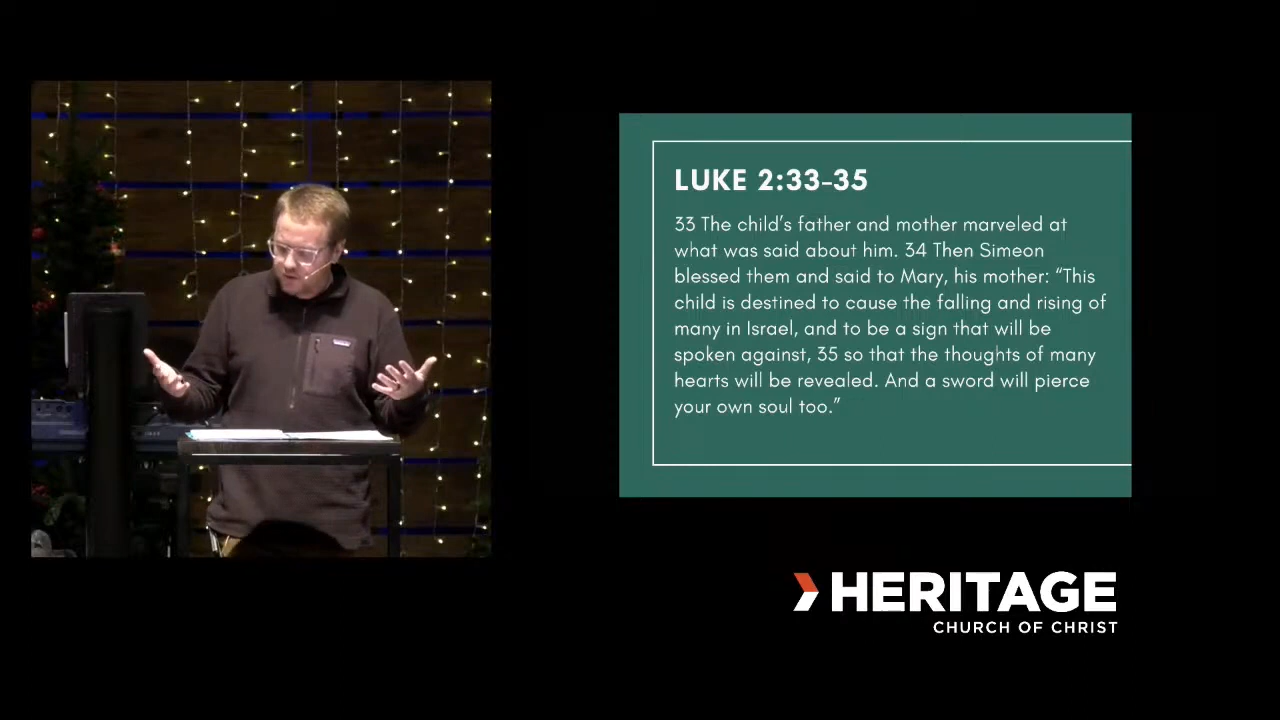 LUKE 2:33-35
33 The child’s father and mother marveled at
what was said about him. 34 Then Simeon
blessed them and said to Mary, his mother: “This
child is destined to cause the falling and rising of
many in Israel, and to be a sign that will be
spoken against, 35 so that the thoughts of many
hearts will be revealed. And a sword will pierce
your own soul too.”
HERITAGE
CHURCH OF CHRIST